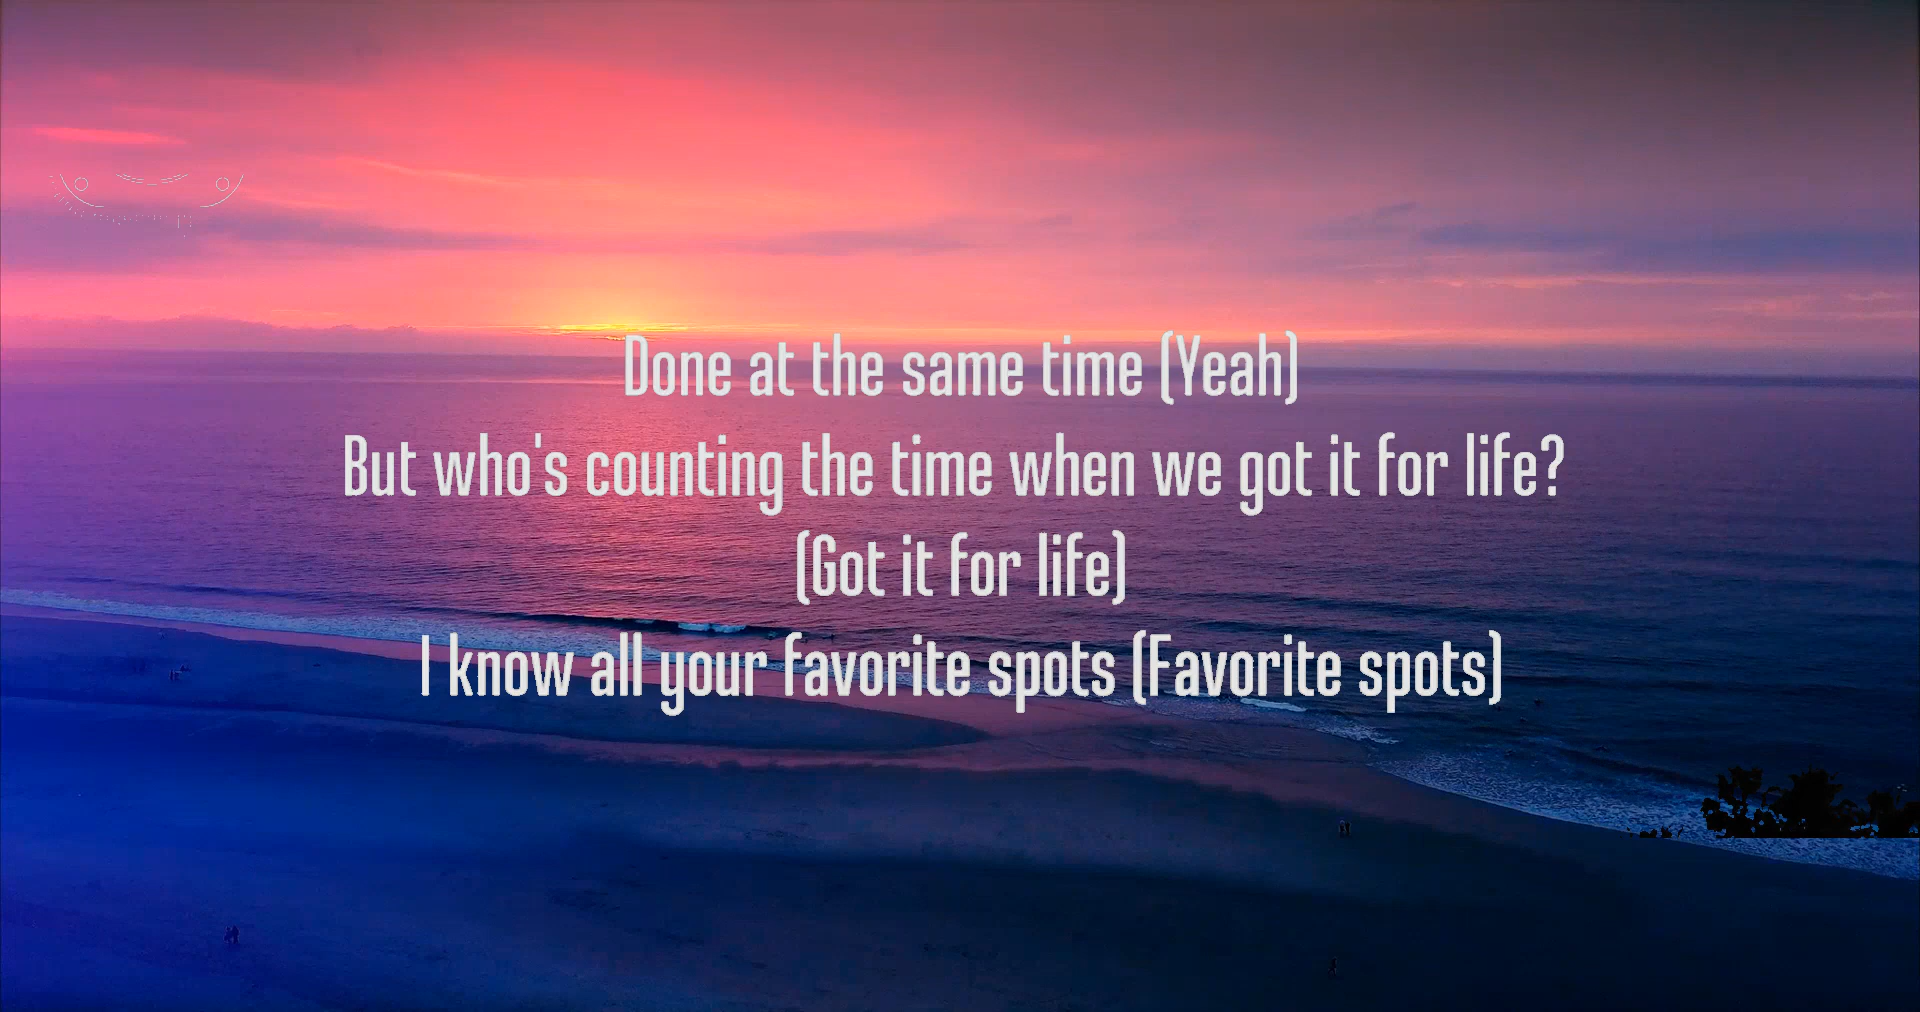 Done at the same time (Yeah)
But who's counting the time when we got it for life?
(Got it for life)
I know all your favorite spots (Favorite spots)